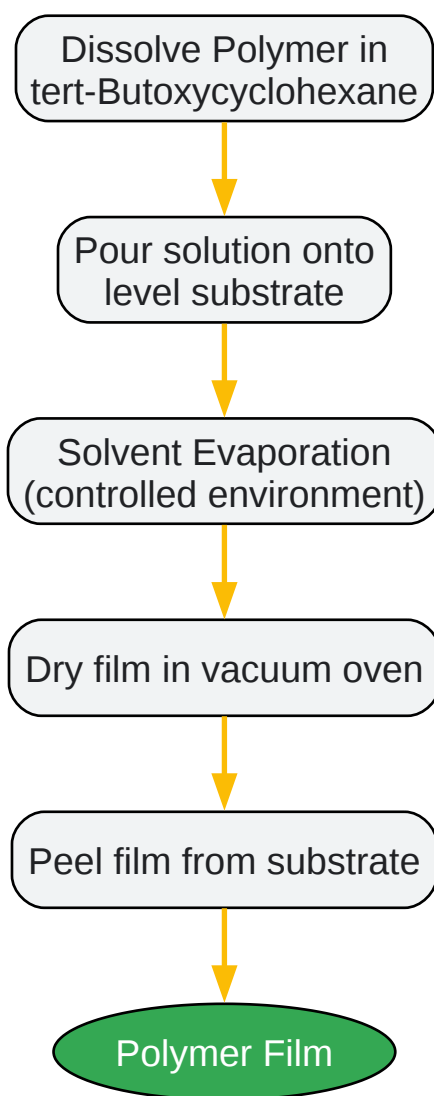 Dissolve Polymer in
tert-Butoxycyclohexane
Pour solution onto
level substrate
Solvent Evaporation
(controlled environment)
Dry film in vacuum oven
Peel film from substrate
Polymer Film